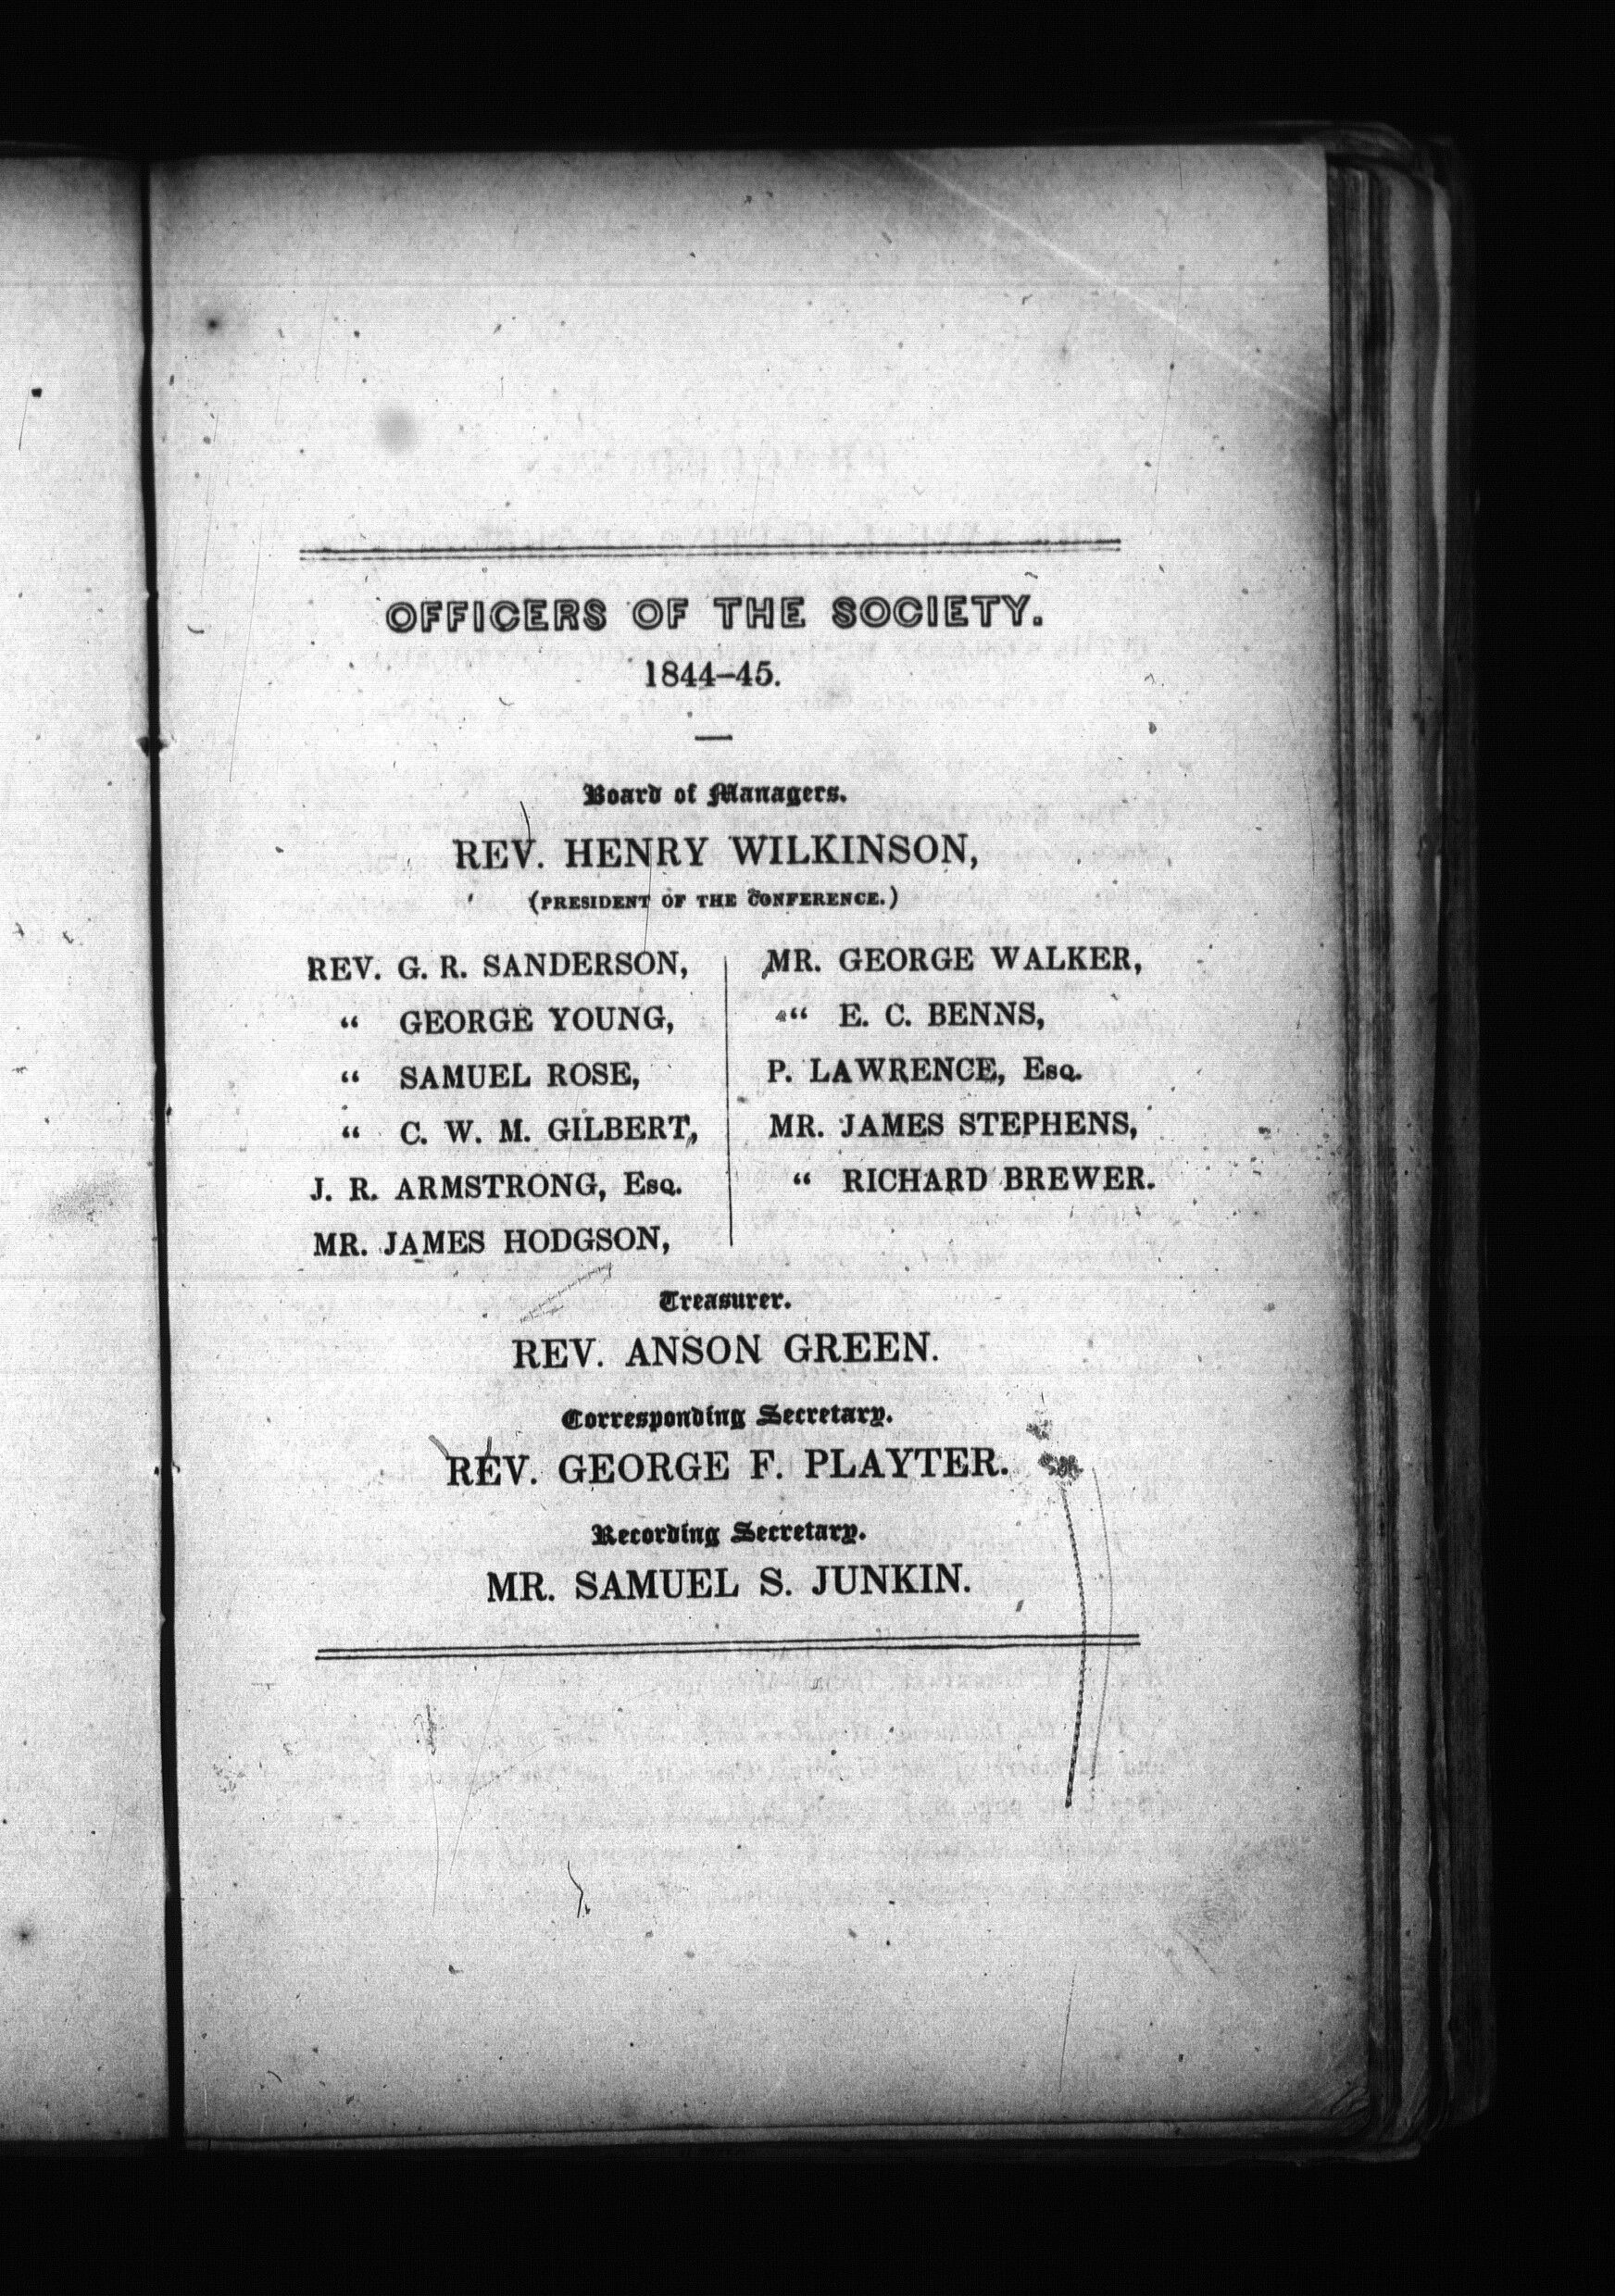 OFFICERS OF THE SOCIETY.
1844–45.
Board of Managers.
REV. HENRY WILKINSON,
(PRESIDENT OF THE CONFERENCE.)
REV. G. R. SANDERSON,
“ GEORGE YOUNG,
“ SAMUEL ROSE,
“ C. W. M. GILBERT,
J. R. ARMSTRONG, Esq.
MR. JAMES HODGSON,
MR. GEORGE WALKER,
“ E. C. BENNS,
P. LAWRENCE, Esq.
MR. JAMES STEPHENS,
“ RICHARD BREWER.
Treasurer.
REV. ANSON GREEN.
Corresponding Secretary.
REV. GEORGE F. PLAYTER.
Recording Secretary.
MR. SAMUEL S. JUNKIN.